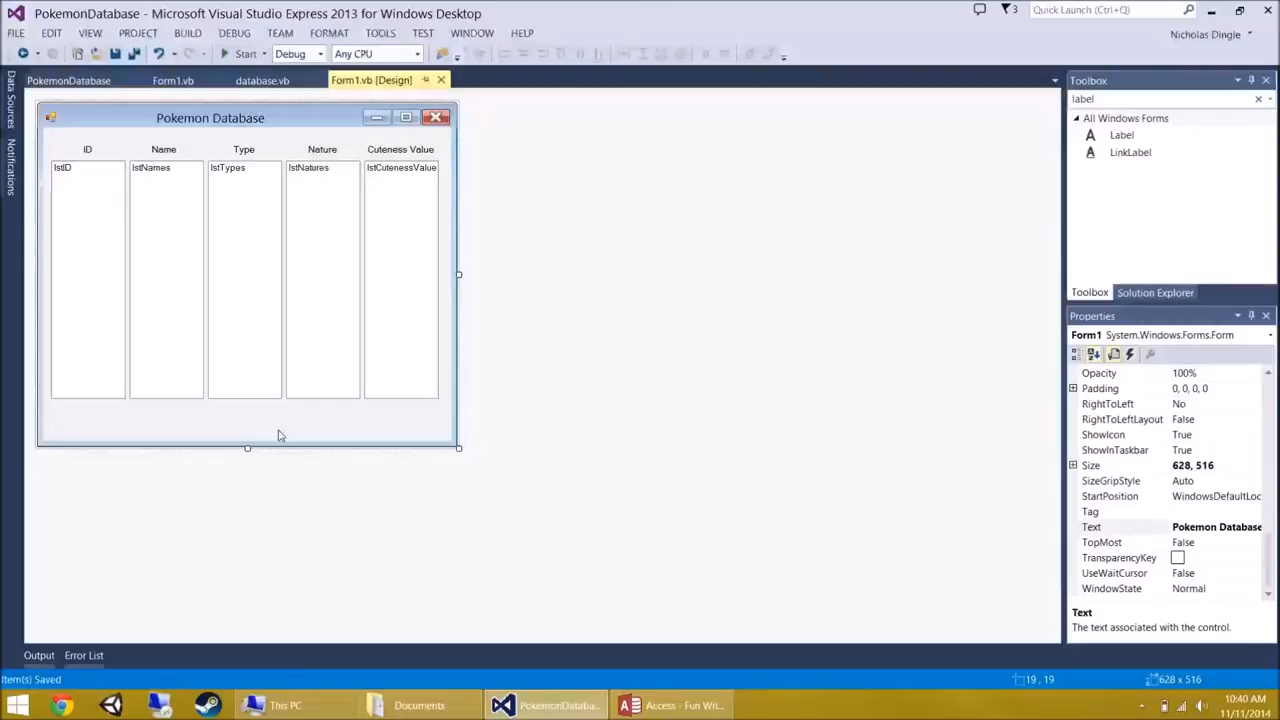 PokemonDatabase - Microsoft Visual Studio Express 2013 for Windows Desktop
3
Quick Launch (Ctrl+Q)
FILE EDIT VIEW PROJECT BUILD DEBUG TEAM FORMAT TOOLS TEST WINDOW HELP
Nicholas Dingle
Start Debug Any CPU
Data Sources
Notifications
PokemonDatabase Form1.vb database.vb Form1.vb [Design]
Pokemon Database
ID Name Type Nature Cuteness Value
lstID lstNames lstTypes lstNatures lstCutenessValue
Toolbox
label
All Windows Forms
A Label
A LinkLabel
Toolbox Solution Explorer
Properties
Form1 System.Windows.Forms.Form
Opacity 100%
Padding 0, 0, 0, 0
RightToLeft No
RightToLeftLayout False
ShowIcon True
ShowInTaskbar True
Size 628, 516
SizeGripStyle Auto
StartPosition WindowsDefaultLoc
Tag
Text Pokemon Database
TopMost False
TransparencyKey
UseWaitCursor False
WindowState Normal
Text
The text associated with the control.
Output Error List
Item(s) Saved
19 , 19
628 x 516
This PC
Documents
PokemonDataba...
Access - Fun Wit...
10:40 AM
11/11/2014